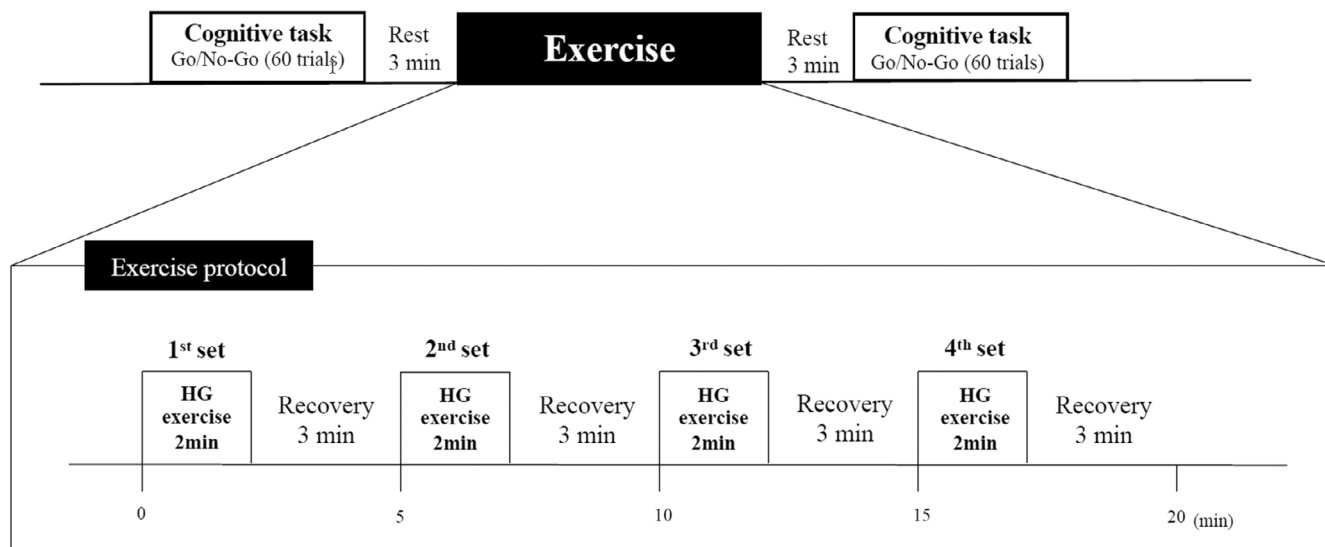 Cognitive task
Go/No-Go (60 trials)
Rest
3 min
Exercise
Rest
3 min
Cognitive task
Go/No-Go (60 trials)
Exercise protocol
1st set
HG
exercise
2min
Recovery
3 min
2nd set
HG
exercise
2min
Recovery
3 min
3rd set
HG
exercise
2min
Recovery
3 min
4th set
HG
exercise
2min
Recovery
3 min
0
5
10
15
20
(min)